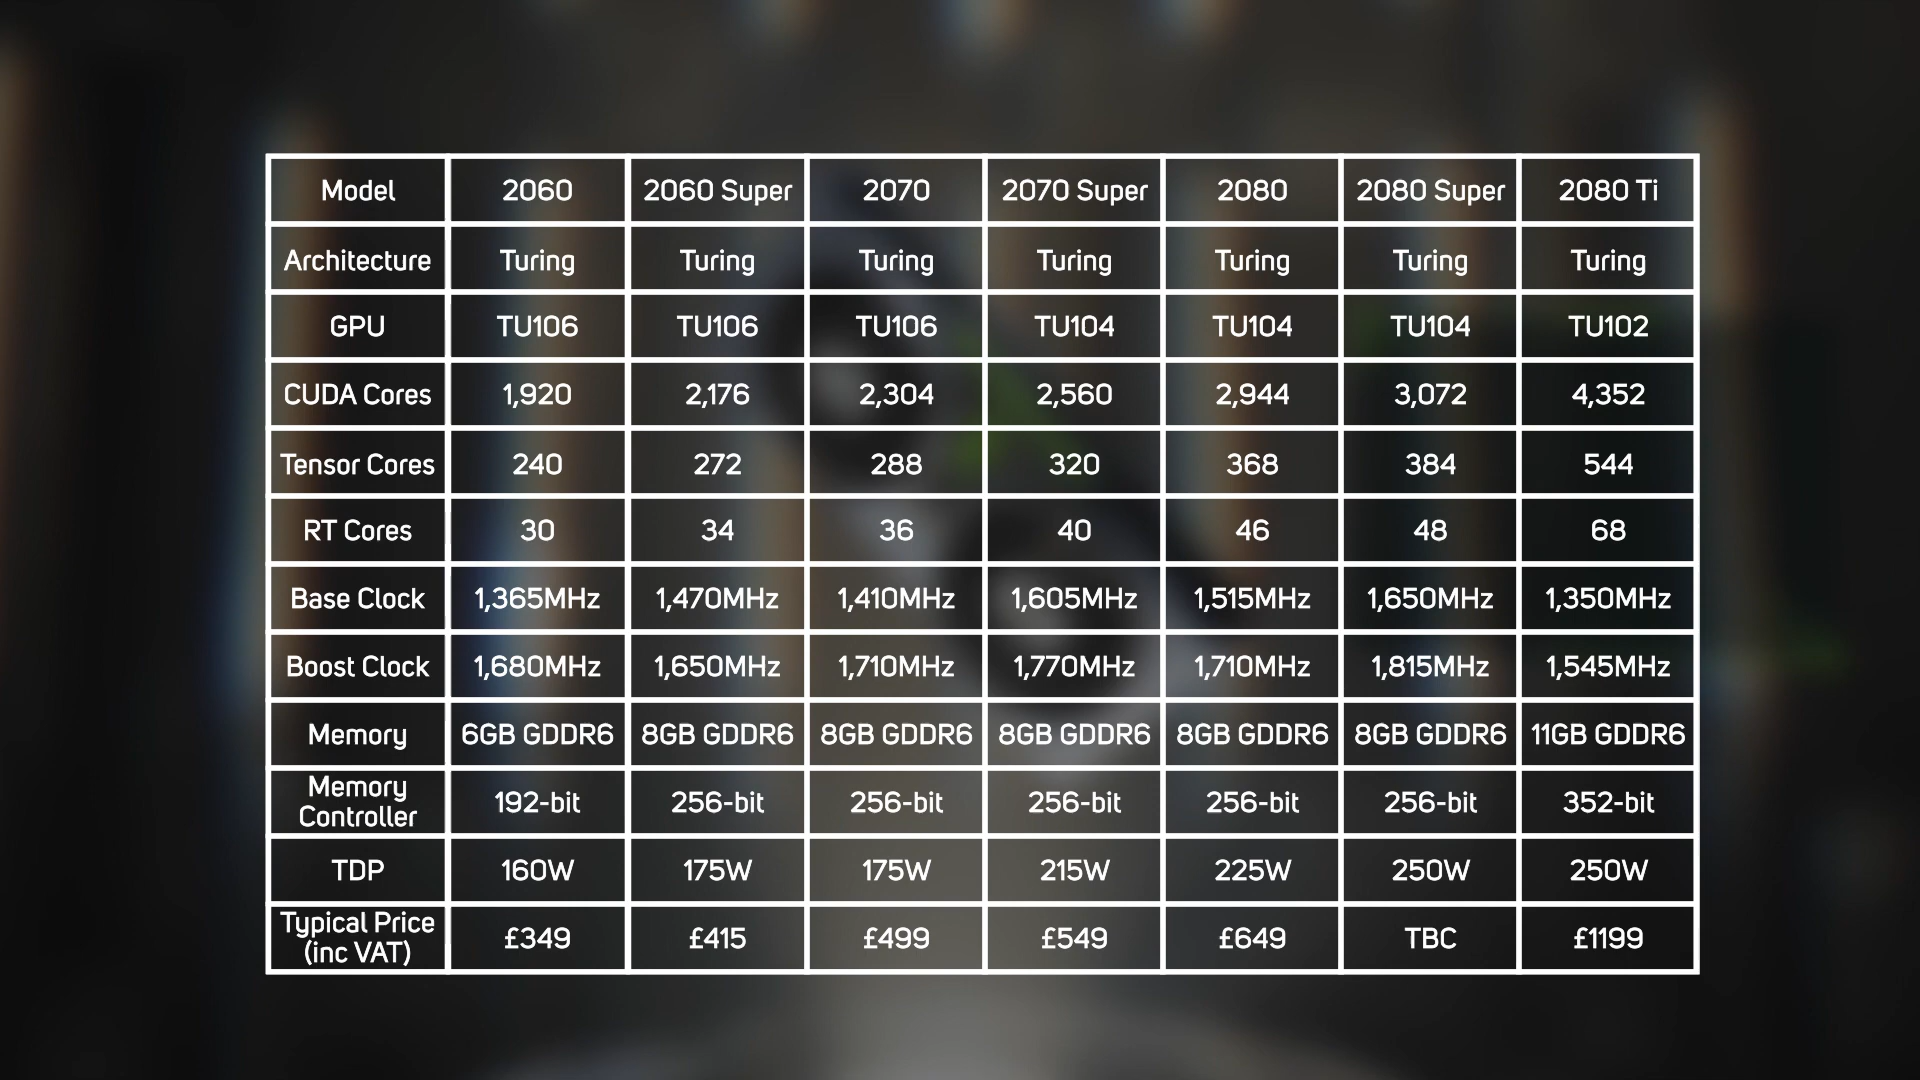 Model 2060 2060 Super 2070 2070 Super 2080 2080 Super 2080 Ti
Architecture Turing Turing Turing Turing Turing Turing Turing
GPU TU106 TU106 TU106 TU104 TU104 TU104 TU102
CUDA Cores 1,920 2,176 2,304 2,560 2,944 3,072 4,352
Tensor Cores 240 272 288 320 368 384 544
RT Cores 30 34 36 40 46 48 68
Base Clock 1,365MHz 1,470MHz 1,410MHz 1,605MHz 1,515MHz 1,650MHz 1,350MHz
Boost Clock 1,680MHz 1,650MHz 1,710MHz 1,770MHz 1,710MHz 1,815MHz 1,545MHz
Memory 6GB GDDR6 8GB GDDR6 8GB GDDR6 8GB GDDR6 8GB GDDR6 8GB GDDR6 11GB GDDR6
Memory
Controller 192-bit 256-bit 256-bit 256-bit 256-bit 256-bit 352-bit
TDP 160W 175W 175W 215W 225W 250W 250W
Typical Price
(inc VAT) £349 £415 £499 £549 £649 TBC £1199